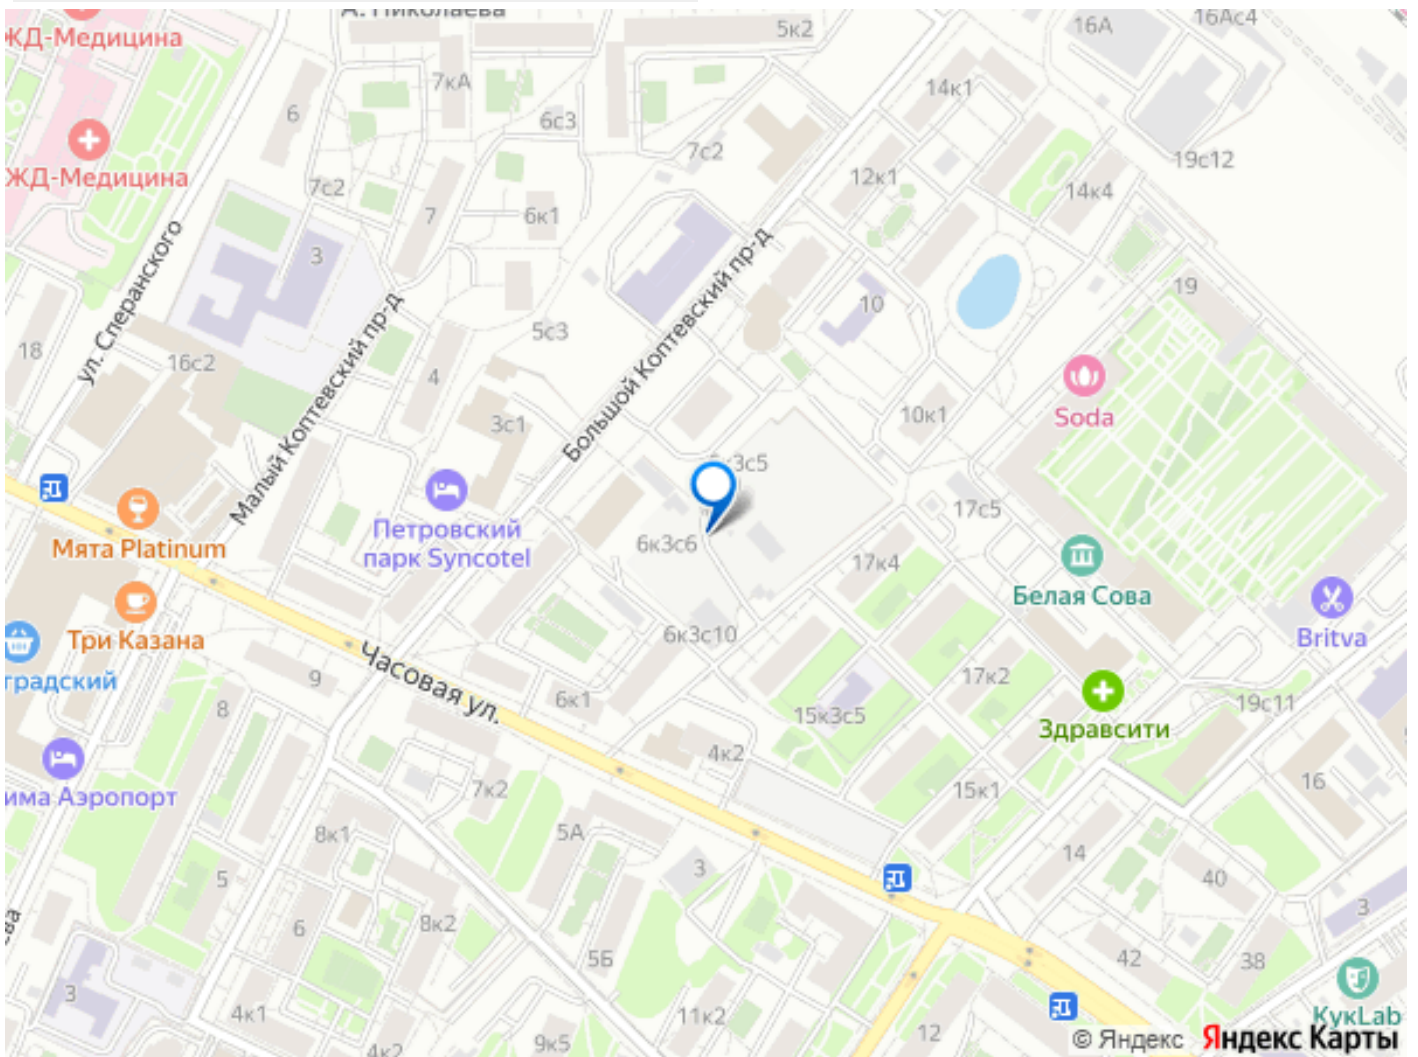 А. Николаева
5к2
16А
16Ас4
ЖД-Медицина
7кА
14к1
6
6с3
7с2
19с12
ЖД-Медицина
7с2
12к1
14к4
7
6к1
3
ул. Сперанского
Малый Коптевский пр-д
Большой Коптевский пр-д
10
19
5с3
18
16с2
4
Soda
3с1
10к1
3с5
17с5
Мята Platinum
Петровский
парк Syncotel
6к3с6
17к4
Белая Сова
Три Казана
6к3с10
Britva
градский
9
Часовая ул.
6к1
17к2
19с11
8
15к3с5
Здравсити
4к2
има Аэропорт
7к2
15к1
16
8к1
5А
3
14
5
40
3
6
8к2
5Б
42
38
3
4к1
11к2
12
КукLab
4к2
9к5
© Яндекс Яндекс Карты